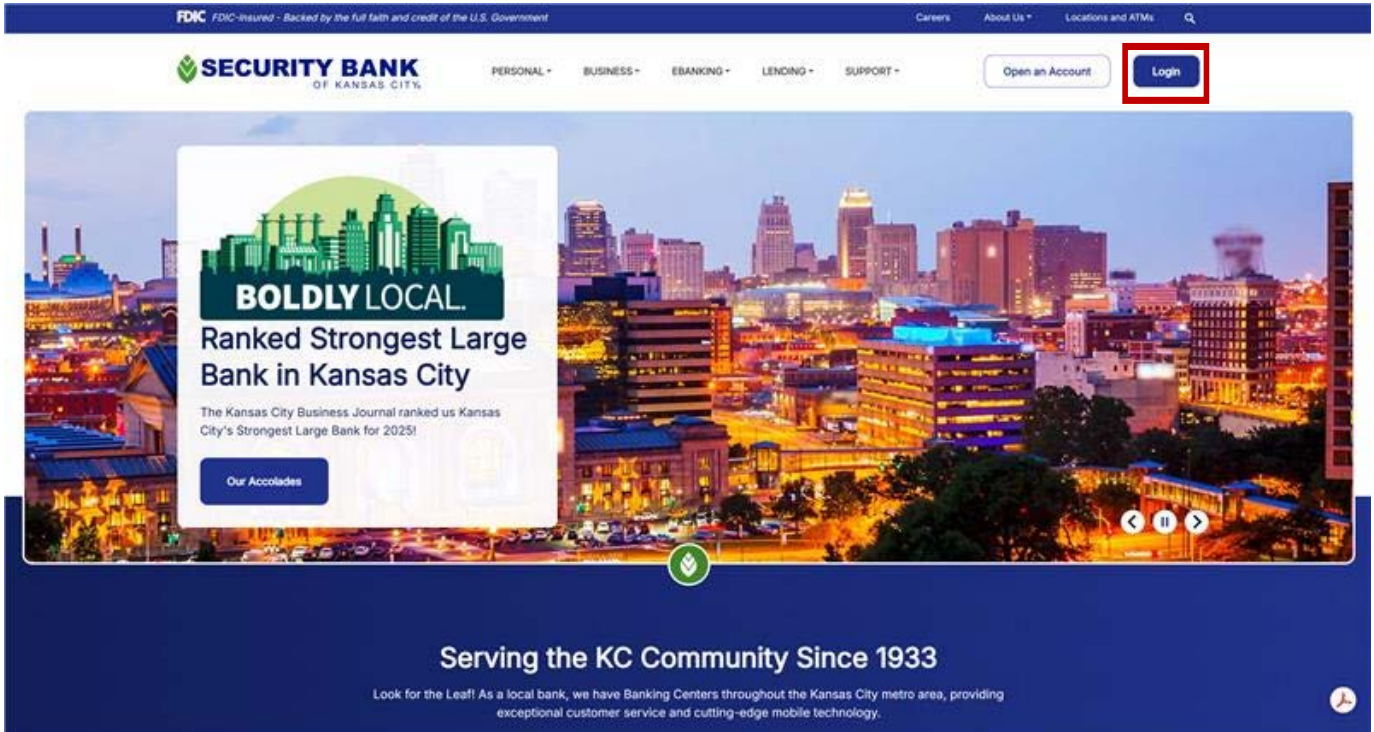 FDIC FDIC-Insured - Backed by the full faith and credit of the U.S. Government
Careers About Us Locations and ATMs
SECURITY BANK
OF KANSAS CITY
PERSONAL BUSINESS EBANKING LENDING SUPPORT
Open an Account
Login
BOLDLY LOCAL.
Ranked Strongest Large
Bank in Kansas City
The Kansas City Business Journal ranked us Kansas
City's Strongest Large Bank for 2025!
Our Accolades
Serving the KC Community Since 1933
Look for the Leaf! As a local bank, we have Banking Centers throughout the Kansas City metro area, providing
exceptional customer service and cutting-edge mobile technology.